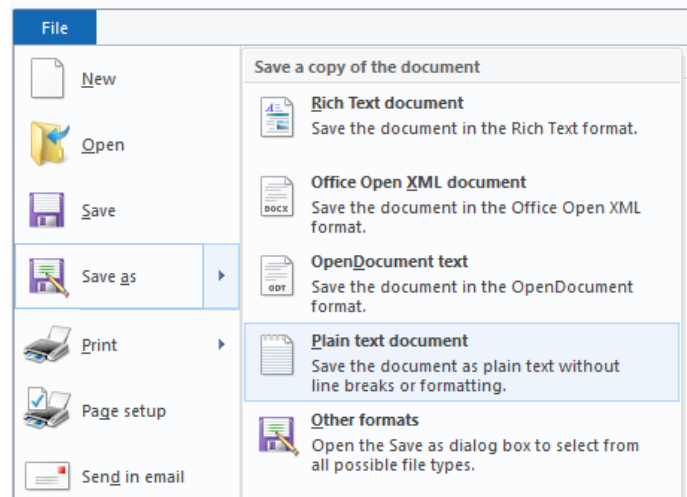 File
New
Open
Save
Save as
Print
Page setup
Send in email
Save a copy of the document
Rich Text document
Save the document in the Rich Text format.
DOCX
Office Open XML document
Save the document in the Office Open XML
format.
ODT
OpenDocument text
Save the document in the OpenDocument
format.
Plain text document
Save the document as plain text without
line breaks or formatting.
Other formats
Open the Save as dialog box to select from
all possible file types.